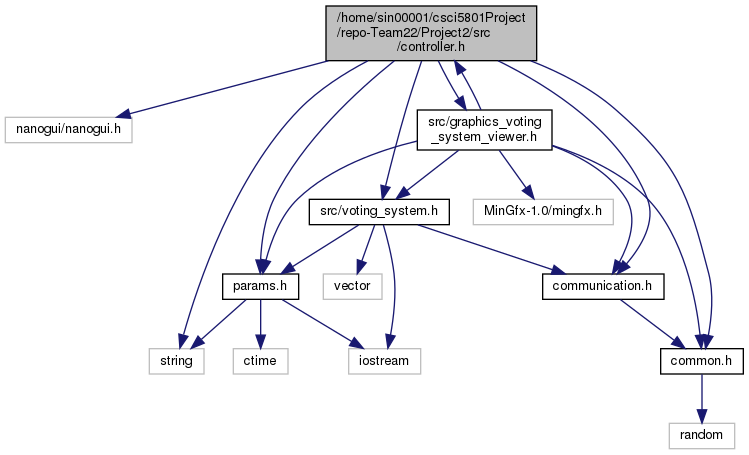 /home/sin00001/csci5801Project
/repo-Team22/Project2/src
/controller.h
nanogui/nanogui.h
src/graphics_voting
_system_viewer.h
src/voting_system.h
MinGfx-1.0/mingfx.h
params.h
vector
communication.h
string
ctime
iostream
common.h
random